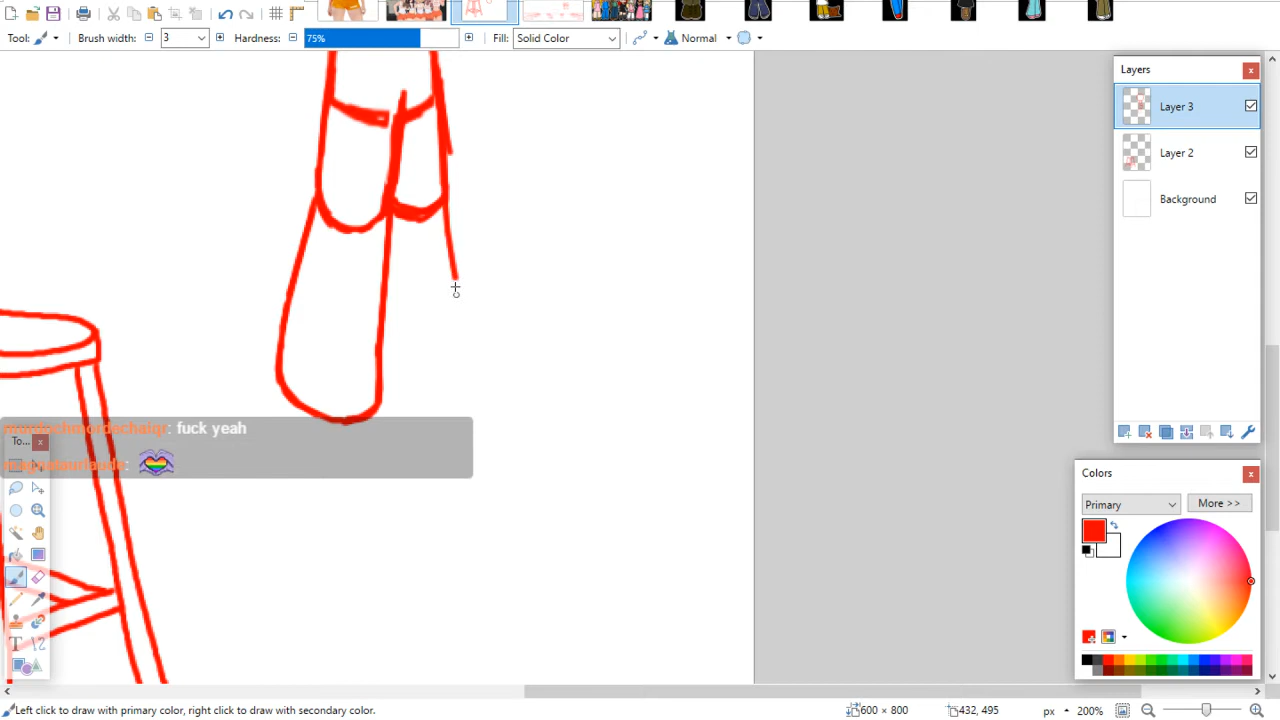 Tool:
Brush width:
3
Hardness:
75%
Fill:
Solid Color
Normal
Layers
Layer 3
Layer 2
Background
: fuck yeah
To...
Colors
Primary
More >>
Left click to draw with primary color, right click to draw with secondary color.
600 × 800
432, 495
px
200%